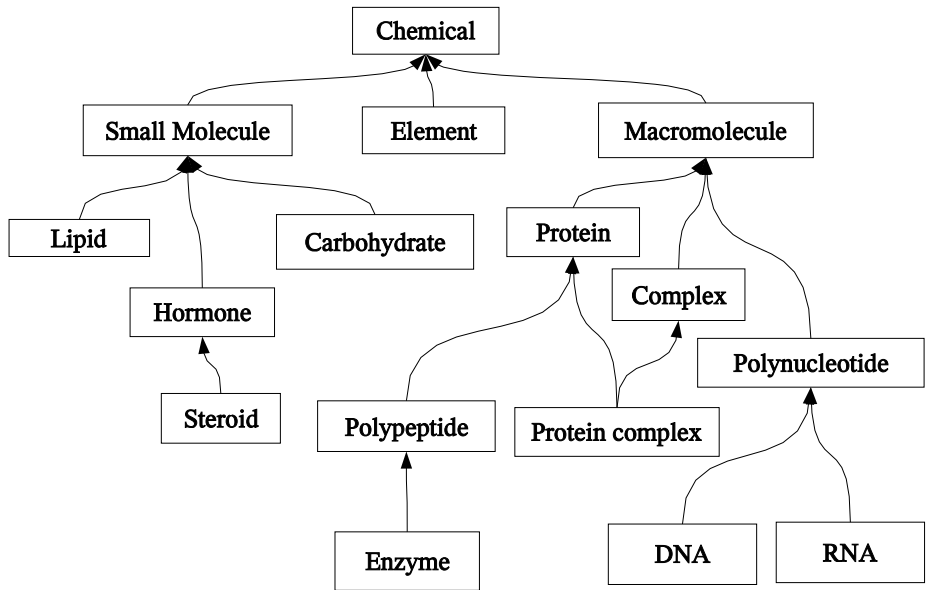 Chemical
Small Molecule
Element
Macromolecule
Lipid
Carbohydrate
Protein
Hormone
Complex
Polynucleotide
Steroid
Polypeptide
Protein complex
Enzyme
DNA
RNA